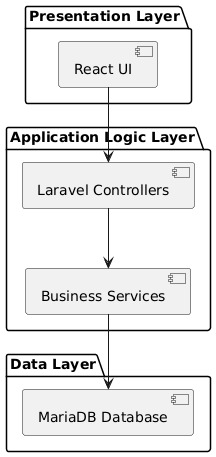 Presentation Layer
React UI
Application Logic Layer
Laravel Controllers
Business Services
Data Layer
MariaDB Database